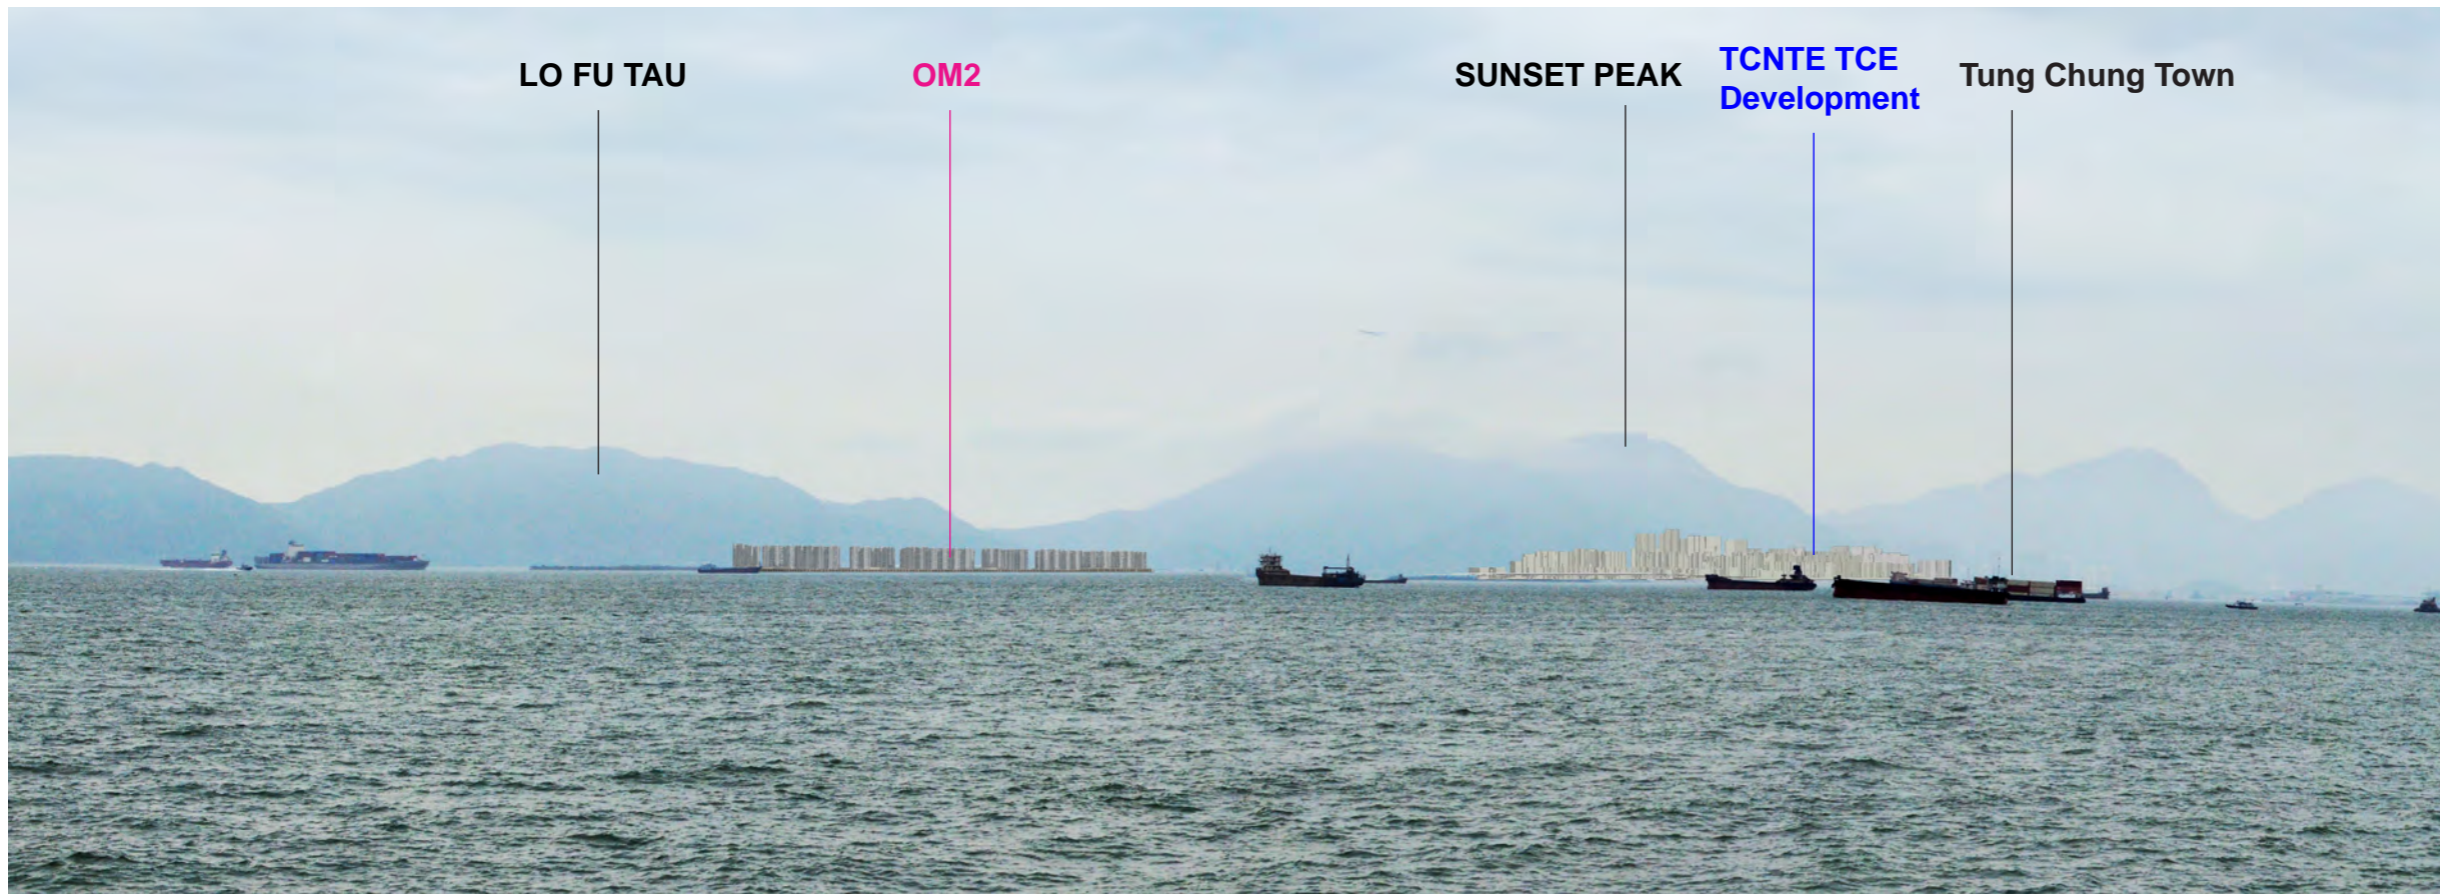 LO FU TAU
OM2
SUNSET PEAK
TCNTE TCE
Development
Tung Chung Town